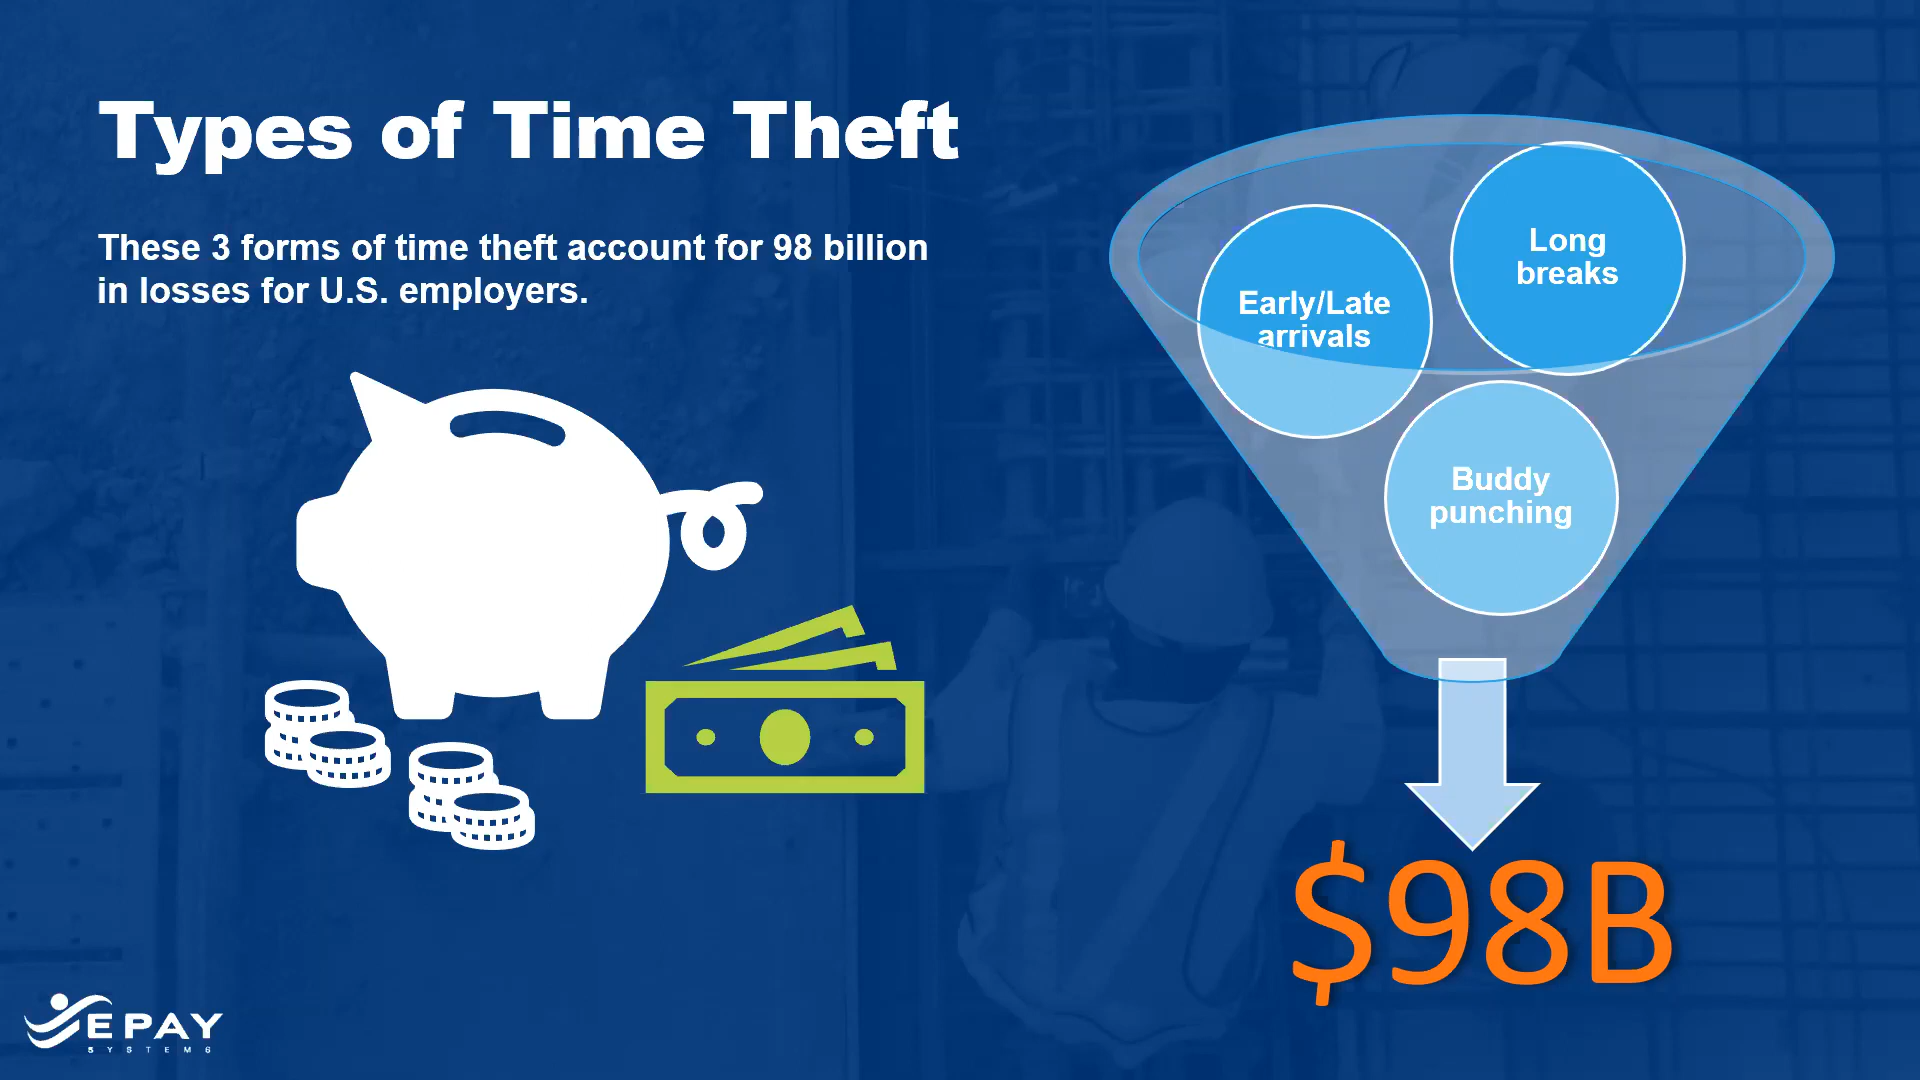 Types of Time Theft
These 3 forms of time theft account for 98 billion
in losses for U.S. employers.
Long
breaks
Early/Late
arrivals
Buddy
punching
$98B
EPAY
SYSTEMS